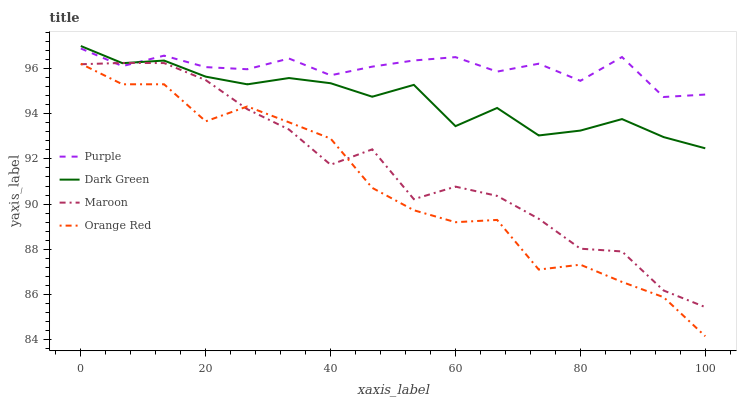 title
yaxis_label
96
94
92
90
88
86
84
Purple
Dark Green
Maroon
Orange Red
0 20 40 60 80 100
xaxis_label